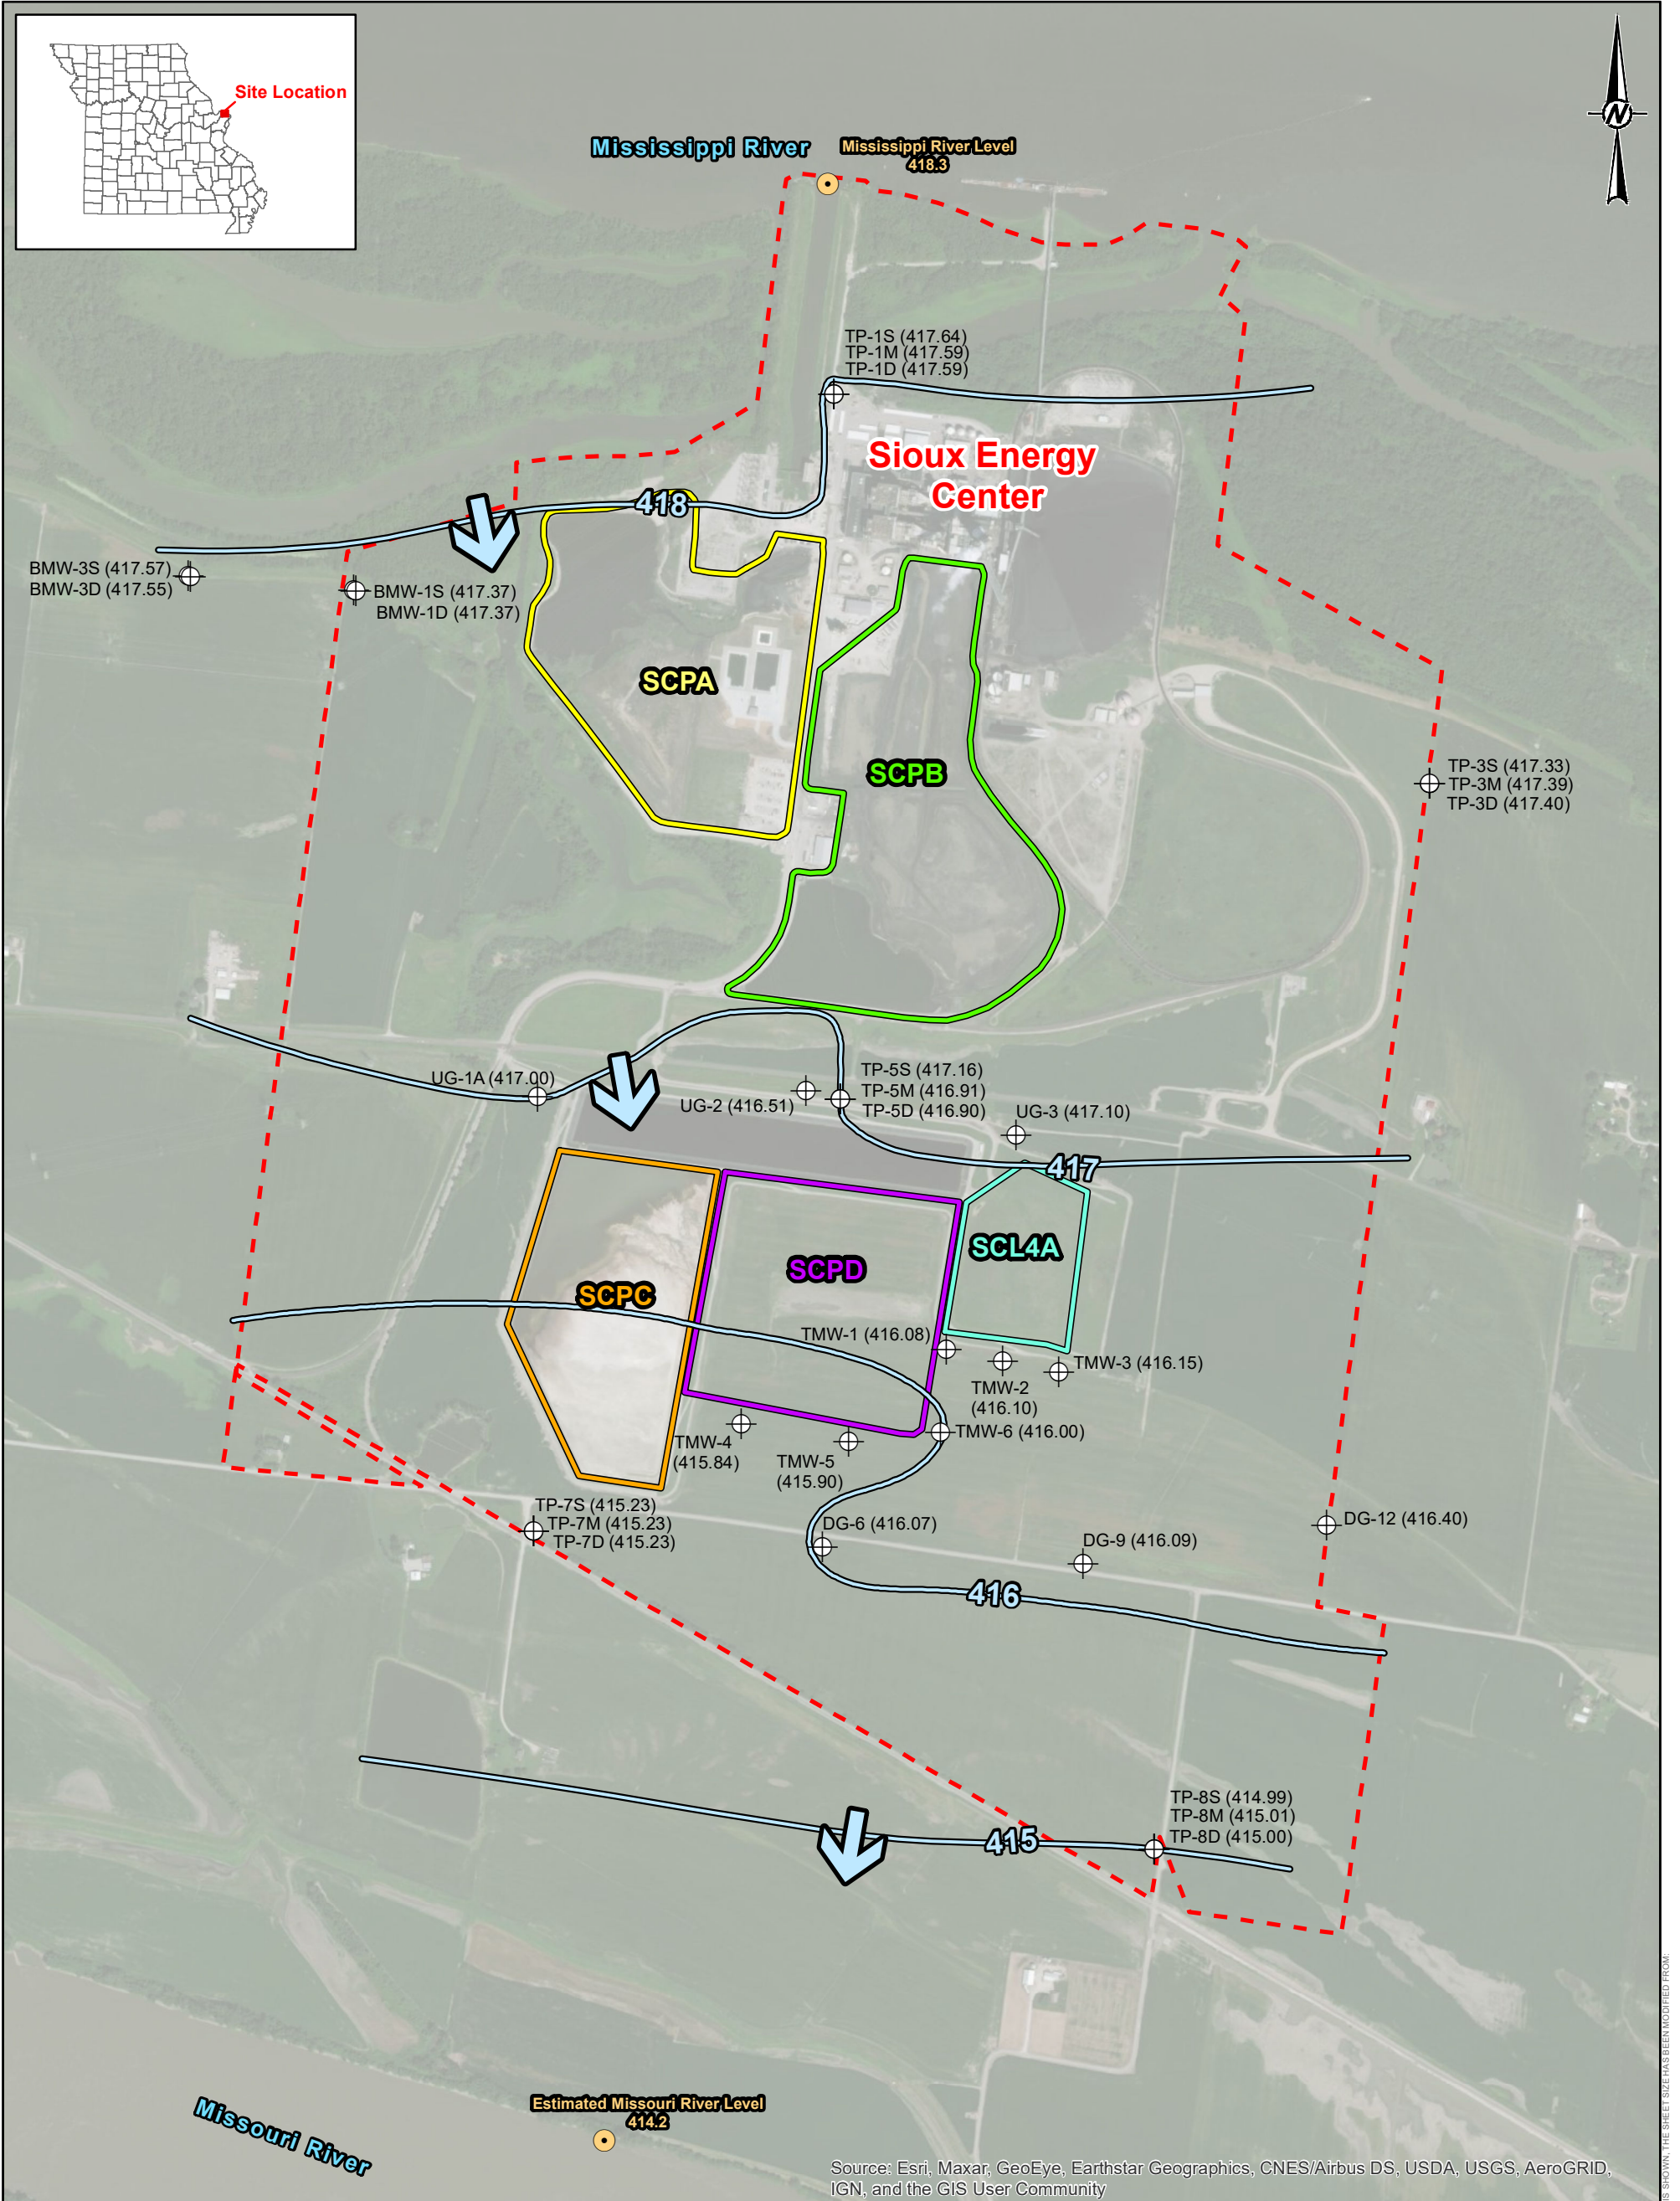 Site Location
N
Mississippi River
Mississippi River Level
418.3
TP-1S (417.64)
TP-1M (417.59)
TP-1D (417.59)
Sioux Energy
Center
418
BMW-3S (417.57)
BMW-3D (417.55)
BMW-1S (417.37)
BMW-1D (417.37)
SCPA
SCPB
TP-3S (417.33)
TP-3M (417.39)
TP-3D (417.40)
UG-1A (417.00)
UG-2 (416.51)
TP-5S (417.16)
TP-5M (416.91)
TP-5D (416.90)
UG-3 (417.10)
417
SCL4A
SCPD
SCPC
TMW-1 (416.08)
TMW-2
(416.10)
TMW-3 (416.15)
TMW-4
(415.84)
TMW-5
(415.90)
TMW-6 (416.00)
TP-7S (415.23)
TP-7M (415.23)
TP-7D (415.23)
DG-6 (416.07)
DG-9 (416.09)
DG-12 (416.40)
416
TP-8S (414.99)
TP-8M (415.01)
TP-8D (415.00)
415
Estimated Missouri River Level
414.2
Missouri River
Source: Esri, Maxar, GeoEye, Earthstar Geographics, CNES/Airbus DS, USDA, USGS, AeroGRID,
IGN, and the GIS User Community
IS SHOWN, THE SHEET SIZE HAS BEEN MODIFIED FROM: